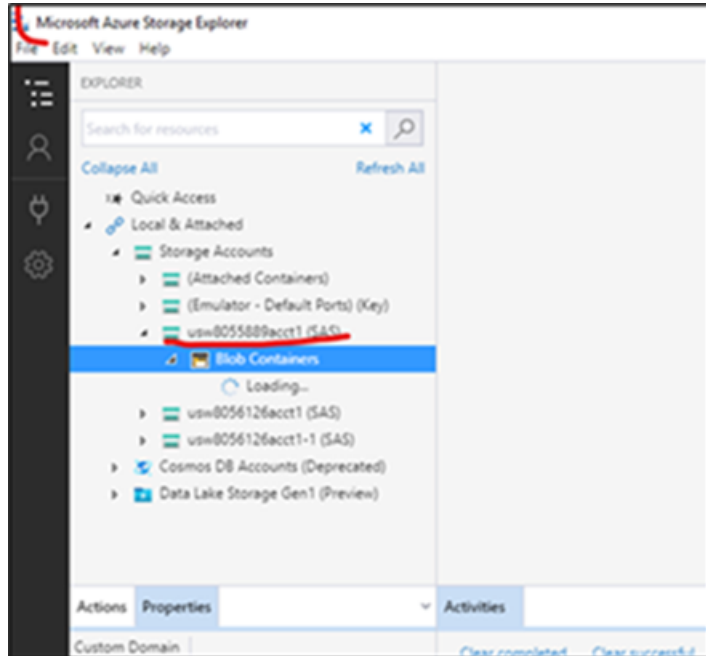 Microsoft Azure Storage Explorer
File Edit View Help
EXPLORER
Search for resources
Collapse All Refresh All
Quick Access
Local & Attached
Storage Accounts
(Attached Containers)
(Emulator - Default Ports) (Key)
usw8055889acct1 (SAS)
Blob Containers
Loading...
usw8056126acct1 (SAS)
usw8056126acct1-1 (SAS)
Cosmos DB Accounts (Deprecated)
Data Lake Storage Gen1 (Preview)
Actions Properties Activities
Custom Domain Clear completed Clear successful